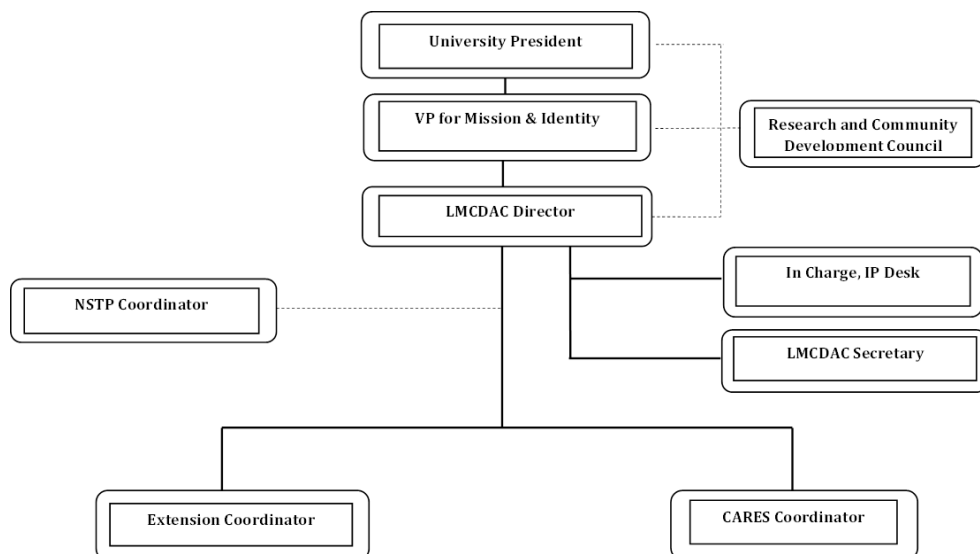 University President
VP for Mission & Identity
Research and Community
Development Council
LMCDAC Director
In Charge, IP Desk
NSTP Coordinator
LMCDAC Secretary
Extension Coordinator
CARES Coordinator